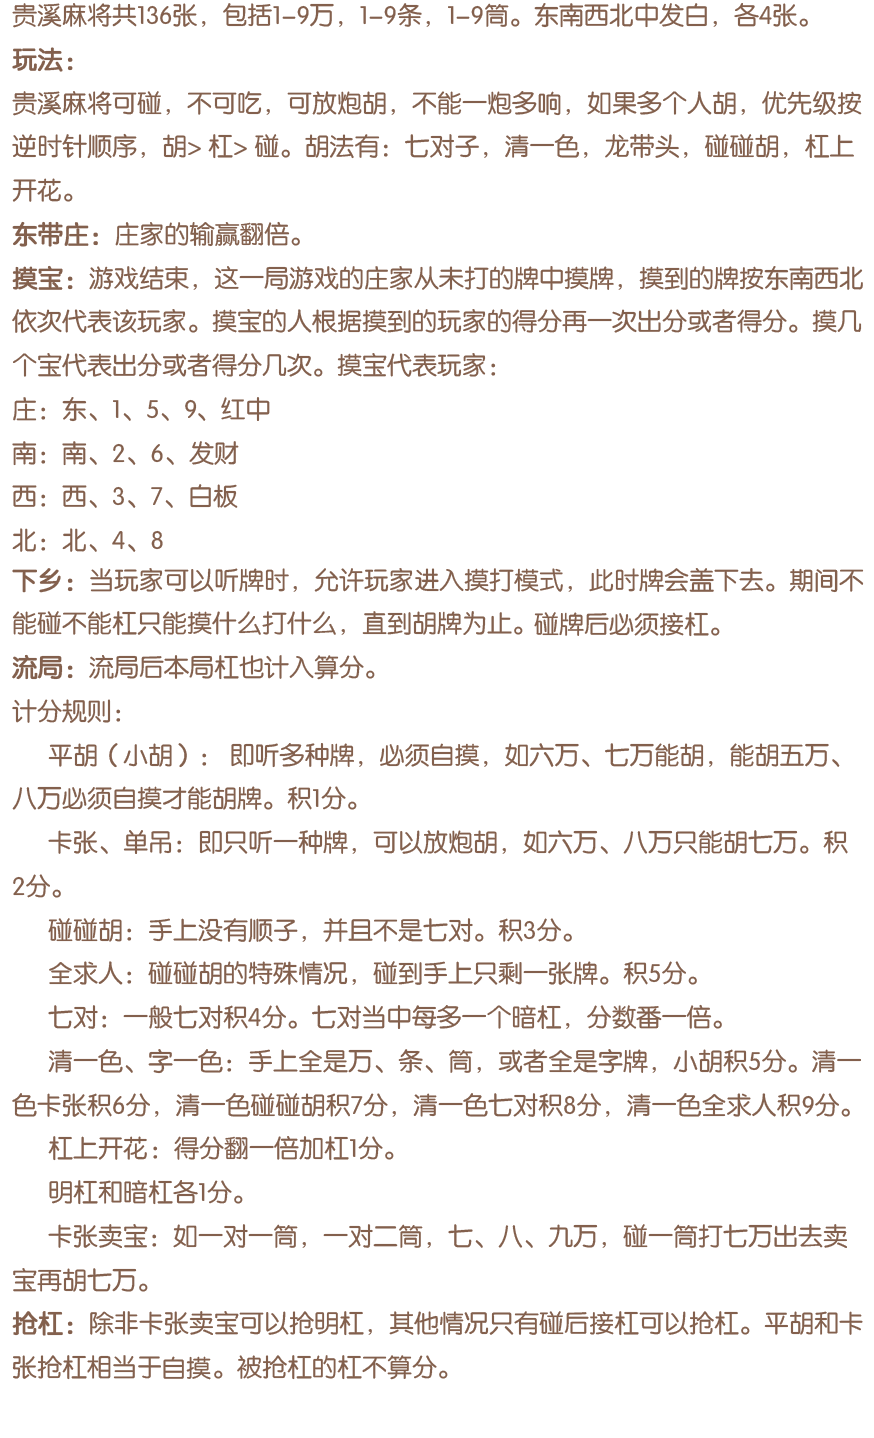 贵溪麻将共136张，包括1-9万，1-9条，1-9筒。东南西北中发白，各4张。
玩法：
贵溪麻将可碰，不可吃，可放炮胡，不能一炮多响，如果多个人胡，优先级按
逆时针顺序，胡> 杠> 碰。胡法有：七对子，清一色，龙带头，碰碰胡，杠上
开花。
东带庄：庄家的输赢翻倍。
摸宝：游戏结束，这一局游戏的庄家从未打的牌中摸牌，摸到的牌按东南西北
依次代表该玩家。摸宝的人根据摸到的玩家的得分再一次出分或者得分。摸几
个宝代表出分或者得分几次。摸宝代表玩家：
庄：东、1、5、9、红中
南：南、2、6、发财
西：西、3、7、白板
北：北、4、8
下乡：当玩家可以听牌时，允许玩家进入摸打模式，此时牌会盖下去。期间不
能碰不能杠只能摸什么打什么，直到胡牌为止。碰牌后必须接杠。
流局：流局后本局杠也计入算分。
计分规则：
平胡（小胡）： 即听多种牌，必须自摸，如六万、七万能胡，能胡五万、
八万必须自摸才能胡牌。积1分。
卡张、单吊：即只听一种牌，可以放炮胡，如六万、八万只能胡七万。积
2分。
碰碰胡：手上没有顺子，并且不是七对。积3分。
全求人：碰碰胡的特殊情况，碰到手上只剩一张牌。积5分。
七对：一般七对积4分。七对当中每多一个暗杠，分数番一倍。
清一色、字一色：手上全是万、条、筒，或者全是字牌，小胡积5分。清一
色卡张积6分，清一色碰碰胡积7分，清一色七对积8分，清一色全求人积9分。
杠上开花：得分翻一倍加杠1分。
明杠和暗杠各1分。
卡张卖宝：如一对一筒，一对二筒，七、八、九万，碰一筒打七万出去卖
宝再胡七万。
抢杠：除非卡张卖宝可以抢明杠，其他情况只有碰后接杠可以抢杠。平胡和卡
张抢杠相当于自摸。被抢杠的杠不算分。